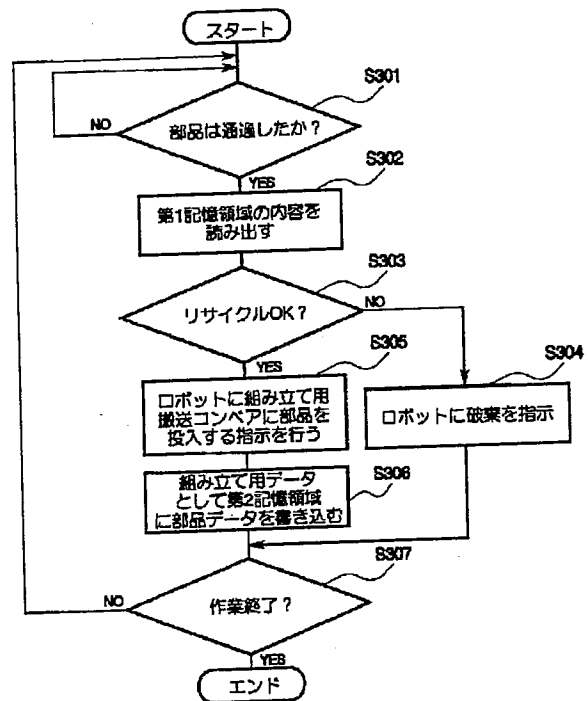 スタート
S301
部品は通過したか？
NO
YES
S302
第1記憶領域の内容を
読み出す
S303
リサイクルOK？
NO
YES
S305
ロボットに組み立て用
搬送コンベアに部品を
投入する指示を行う
S304
ロボットに破棄を指示
組み立て用データ
として第2記憶領域
に部品データを書き込む
S306
S307
作業終了？
NO
YES
エンド